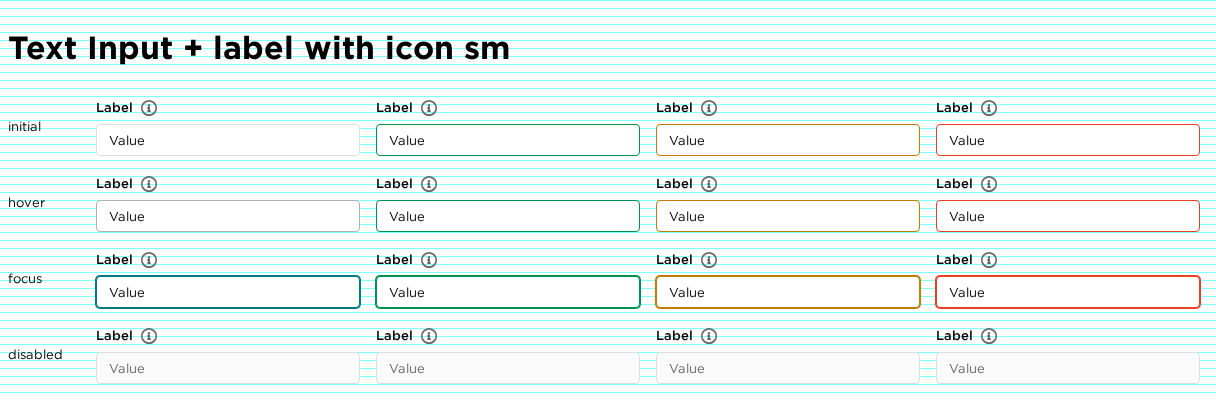 Text Input + label with icon sm
Label Label Label Label
initial
Value Value Value Value
Label Label Label Label
hover
Value Value Value Value
Label Label Label Label
focus
Value Value Value Value
Label Label Label Label
disabled
Value Value Value Value